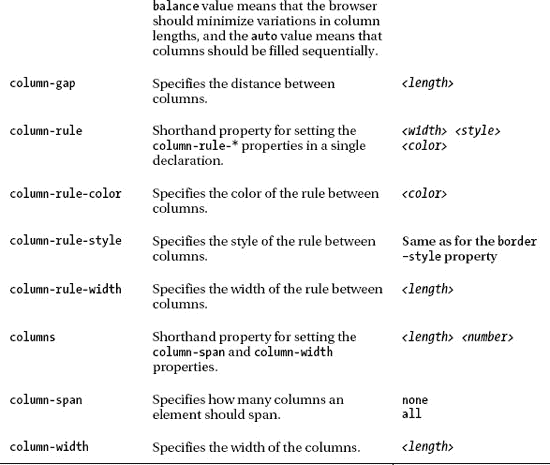 balance value means that the browser
should minimize variations in column
lengths, and the auto value means that
columns should be filled sequentially.
column-gap Specifies the distance between <length>
columns.
column-rule Shorthand property for setting the <width> <style>
column-rule-* properties in a single <color>
declaration.
column-rule-color Specifies the color of the rule between <color>
columns.
column-rule-style Specifies the style of the rule between Same as for the border
columns. -style property
column-rule-width Specifies the width of the rule between <length>
columns.
columns Shorthand property for setting the <length> <number>
column-span and column-width
properties.
column-span Specifies how many columns an none
element should span. all
column-width Specifies the width of the columns. <length>